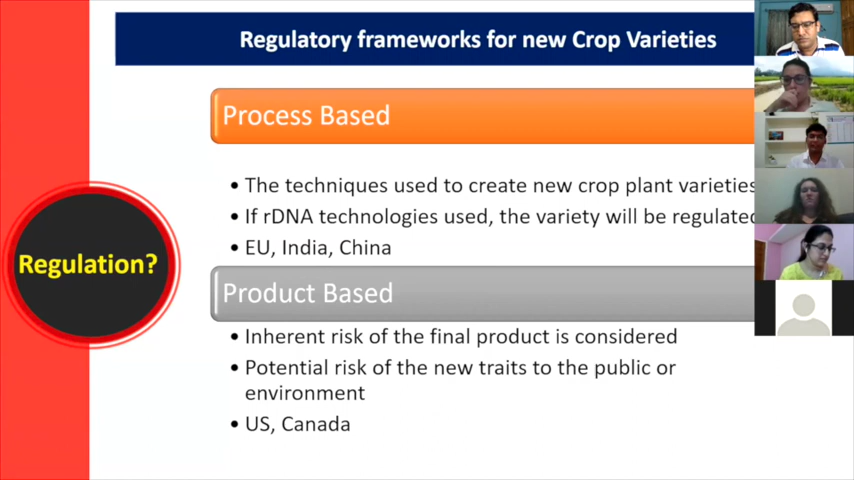 Regulatory frameworks for new Crop Varieties
Process Based
• The techniques used to create new crop plant varieties
• If rDNA technologies used, the variety will be regulated
• EU, India, China
Regulation?
Product Based
• Inherent risk of the final product is considered
• Potential risk of the new traits to the public or
environment
• US, Canada